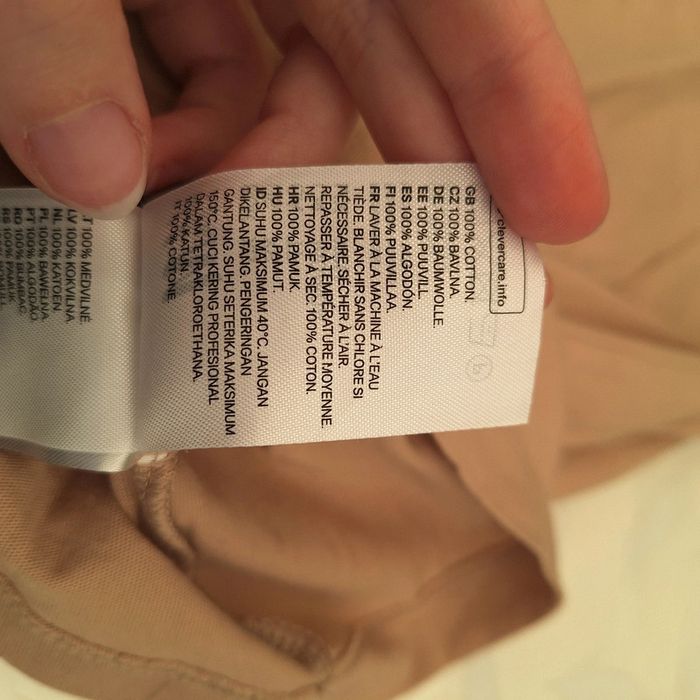 clevercare.info
GB 100% COTTON.
CZ 100% BAVLNA.
DE 100% BAUMWOLLE.
EE 100% PUUVILL.
ES 100% ALGODÓN.
FI 100% PUUVILLAA.
FR LAVER À LA MACHINE À L'EAU
TIÈDE. BLANCHIR SANS CHLORE SI
NÉCESSAIRE. SÉCHER À L'AIR.
REPASSER À TEMPÉRATURE MOYENNE.
NETTOYAGE À SEC. 100% COTON.
HR 100% PAMUK.
HU 100% PAMUT.
ID SUHU MAKSIMUM 40°C. JANGAN
DIKELANTANG. PENGERINGAN
GANTUNG. SUHU SETERIKA MAKSIMUM
150°C. CUCI KERING PROFESIONAL
DALAM TETRAKLOROETHANA.
100% KATUN.
IT 100% COTONE.
LT 100% MEDVILNĖ.
LV 100% KOKVILNA.
NL 100% KATOEN.
PL 100% BAWEŁNA.
PT 100% ALGODÃO.
RO 100% BUMBAC.
RS 100% PAMUK.